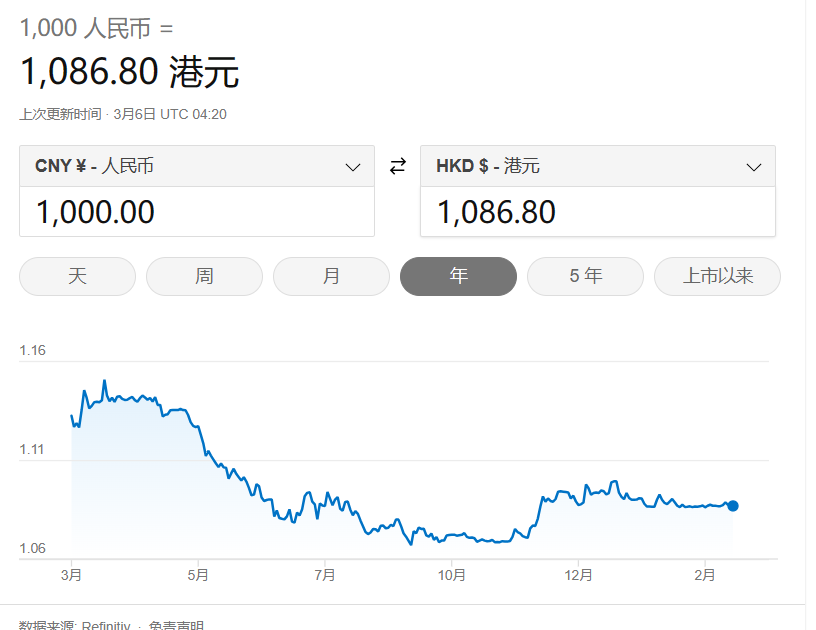 1,000 人民币 =
1,086.80 港元
上次更新时间 · 3月6日 UTC 04:20
CNY ¥ - 人民币
HKD $ - 港元
1,000.00
1,086.80
天 周 月 年 5 年 上市以来
1.16
1.11
1.06
3月 5月 7月 10月 12月 2月
数据来源: Refinitiv · 免责声明